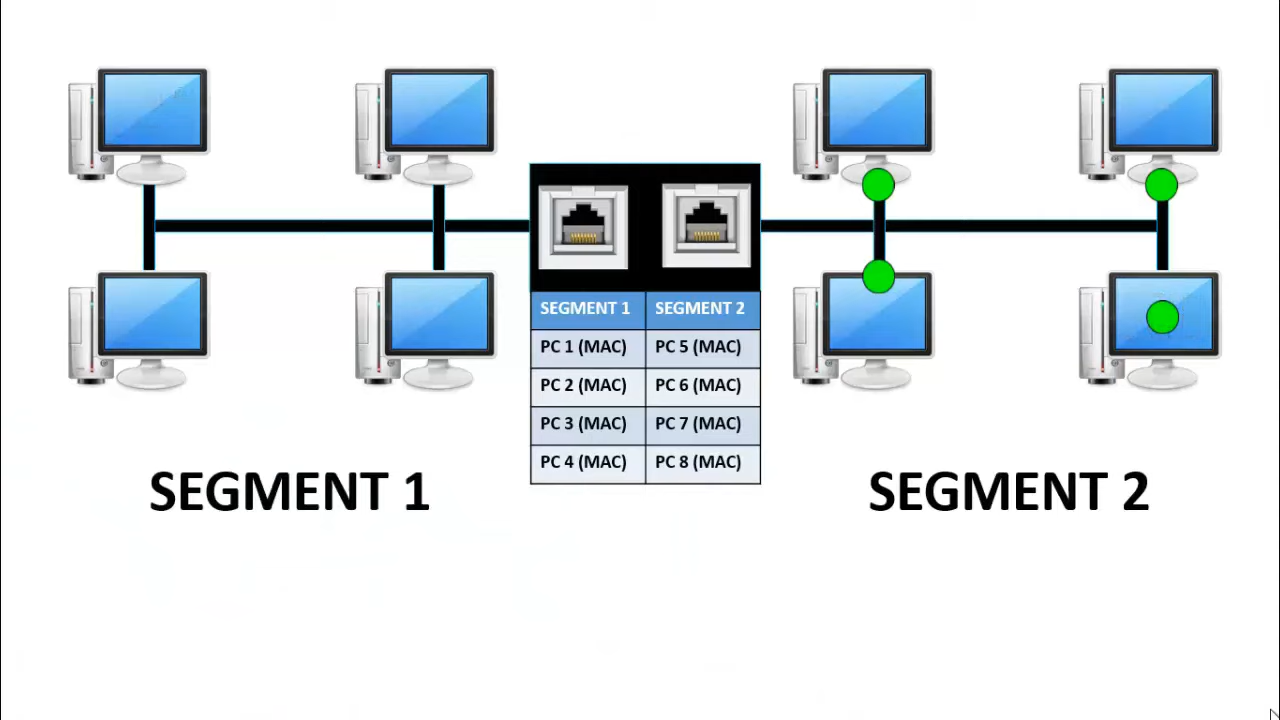 SEGMENT 1 SEGMENT 2
PC 1 (MAC) PC 5 (MAC)
PC 2 (MAC) PC 6 (MAC)
PC 3 (MAC) PC 7 (MAC)
PC 4 (MAC) PC 8 (MAC)
SEGMENT 1
SEGMENT 2